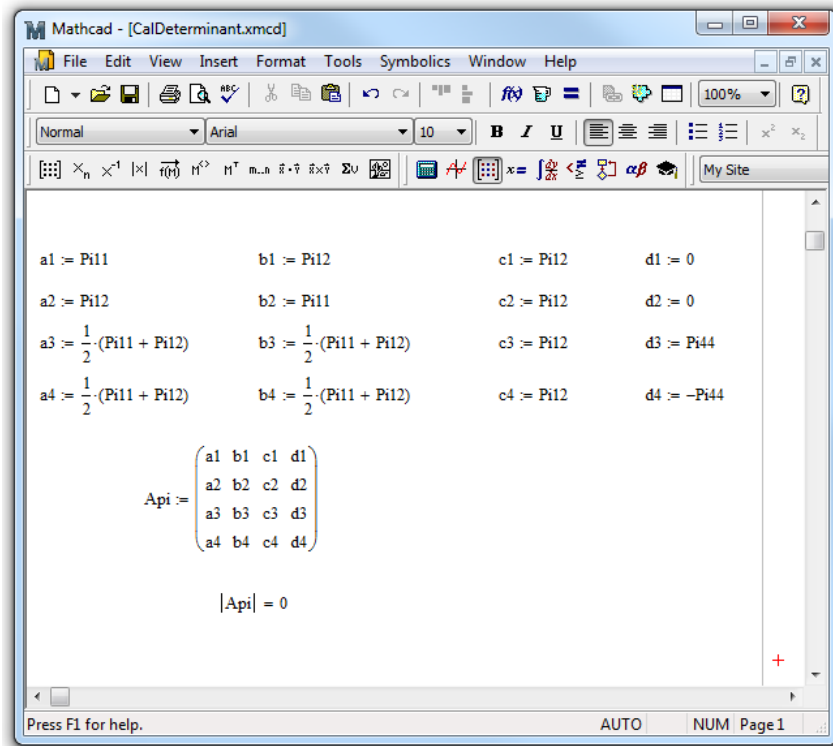 Mathcad - [CalDeterminant.xmcd]
File Edit View Insert Format Tools Symbolics Window Help
100%
Normal Arial 10 B I U
My Site
a1 := Pi11 b1 := Pi12 c1 := Pi12 d1 := 0
a2 := Pi12 b2 := Pi11 c2 := Pi12 d2 := 0
a3 := 1/2·(Pi11 + Pi12) b3 := 1/2·(Pi11 + Pi12) c3 := Pi12 d3 := Pi44
a4 := 1/2·(Pi11 + Pi12) b4 := 1/2·(Pi11 + Pi12) c4 := Pi12 d4 := −Pi44
a1 b1 c1 d1
a2 b2 c2 d2
Api :=
a3 b3 c3 d3
a4 b4 c4 d4
|Api| = 0
Press F1 for help. AUTO NUM Page 1